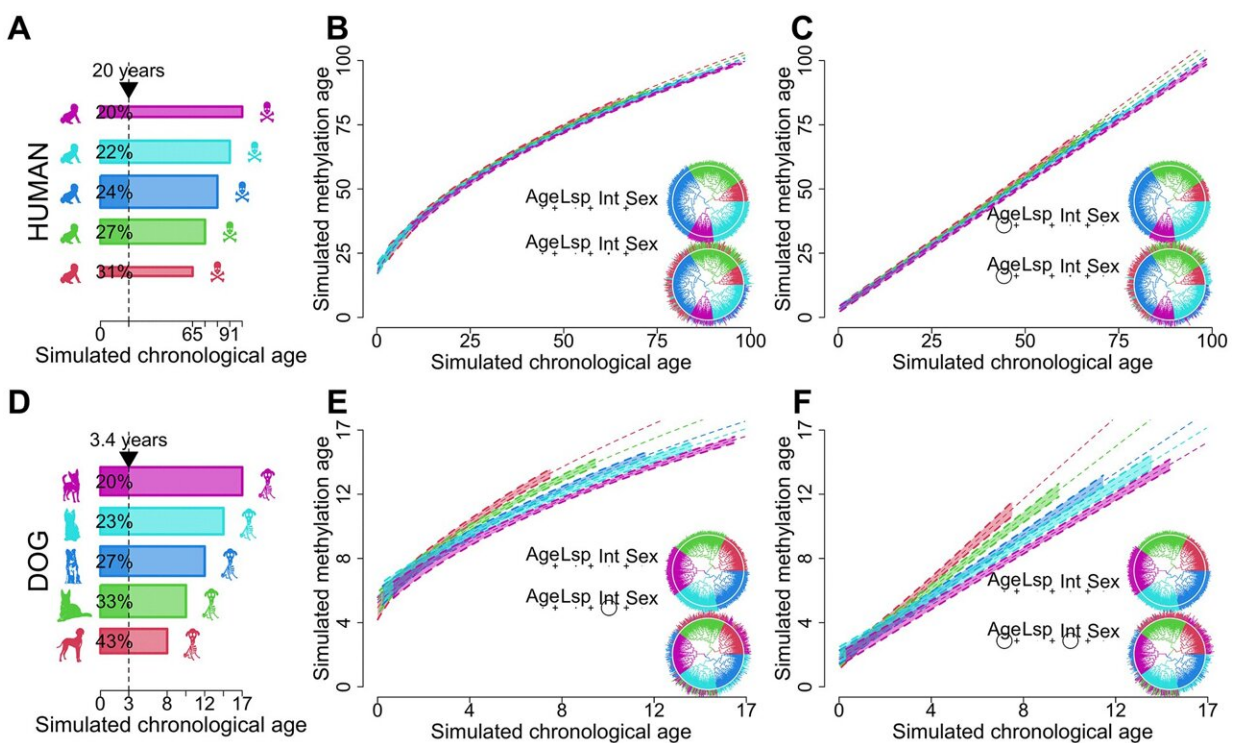 A
20 years
20%
22%
24%
27%
31%
HUMAN
0 65 91
Simulated chronological age
B
Simulated methylation age
0 25 50 75 100
AgeLsp Int Sex
AgeLsp Int Sex
0 25 50 75 100
Simulated chronological age
C
Simulated methylation age
0 25 50 75 100
AgeLsp Int Sex
AgeLsp Int Sex
0 25 50 75 100
Simulated chronological age
D
3.4 years
20%
23%
27%
33%
43%
DOG
0 3 8 12 17
Simulated chronological age
E
Simulated methylation age
0 4 8 12 17
AgeLsp Int Sex
AgeLsp Int Sex
0 4 8 12 17
Simulated chronological age
F
Simulated methylation age
0 4 8 12 17
AgeLsp Int Sex
AgeLsp Int Sex
0 4 8 12 17
Simulated chronological age